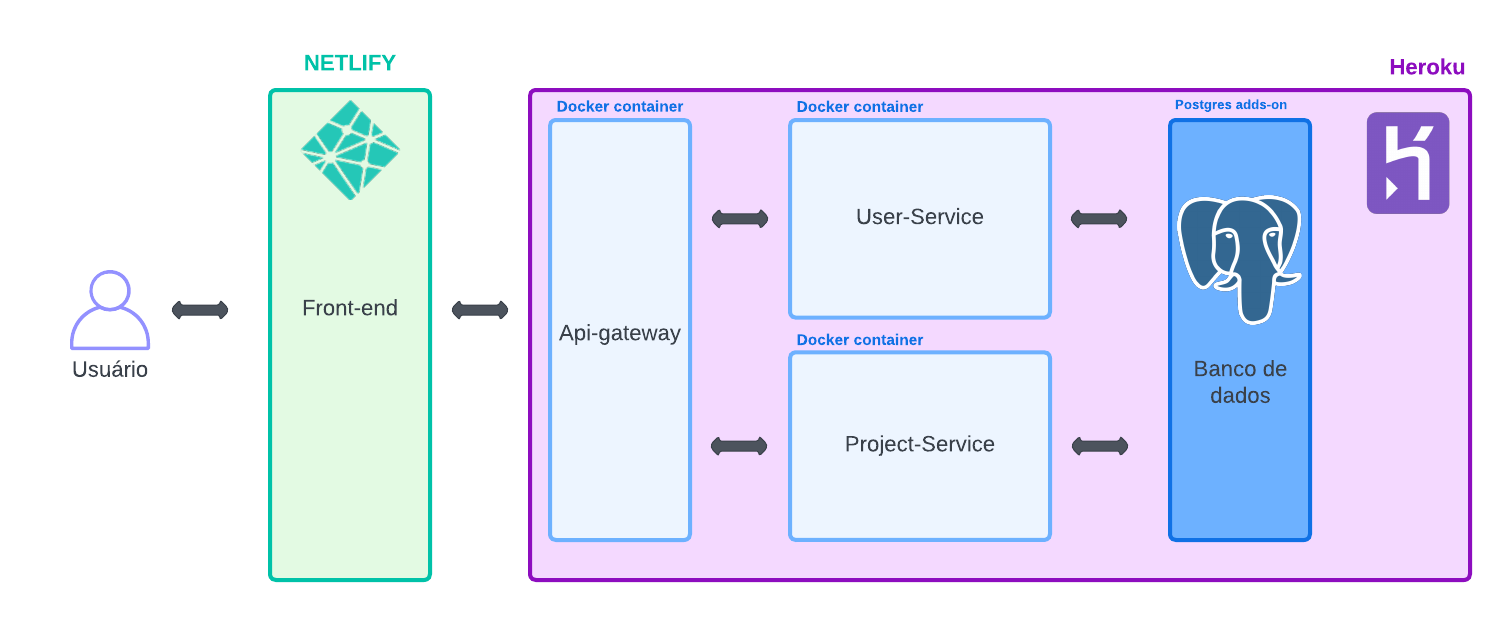 NETLIFY
Heroku
Docker container
Docker container
Postgres adds-on
User-Service
Front-end
Api-gateway
Docker container
Usuário
Banco de
dados
Project-Service